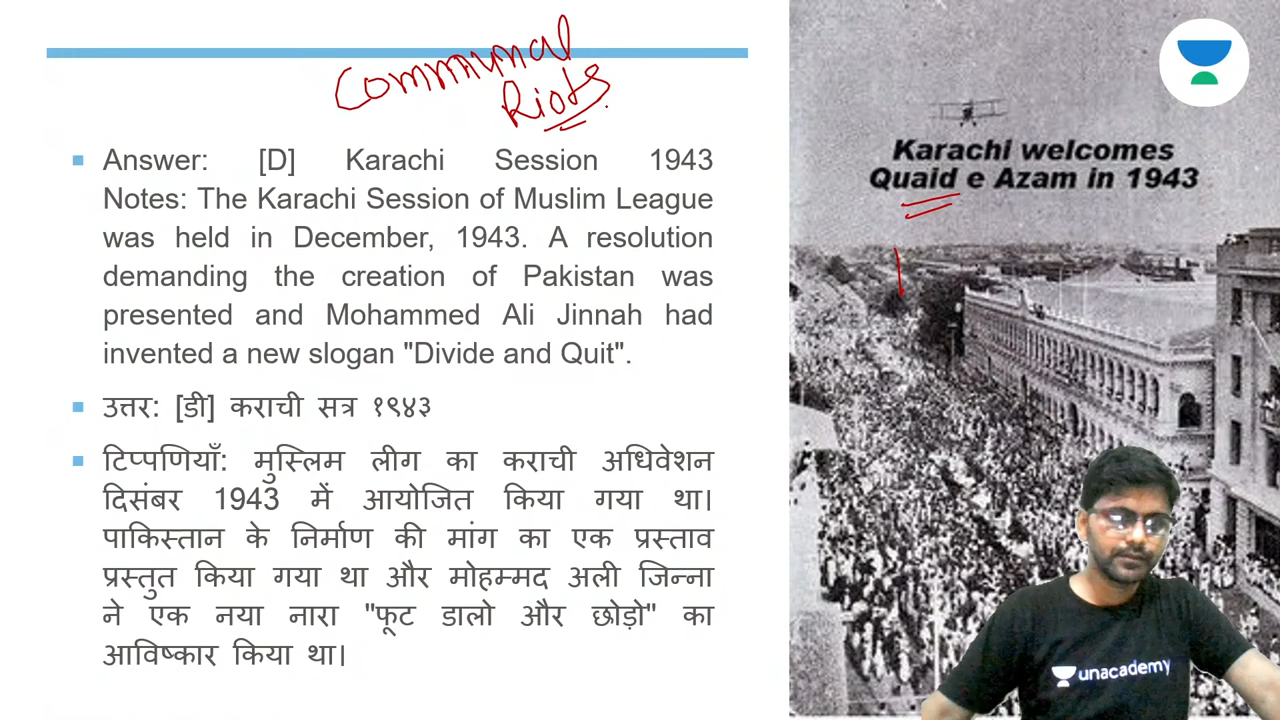 Communal
Riots
Answer: [D] Karachi Session 1943
Notes: The Karachi Session of Muslim League
was held in December, 1943. A resolution
demanding the creation of Pakistan was
presented and Mohammed Ali Jinnah had
invented a new slogan "Divide and Quit".
उत्तर: [डी] कराची सत्र १९४३
टिप्पणियाँ: मुस्लिम लीग का कराची अधिवेशन
दिसंबर 1943 में आयोजित किया गया था।
पाकिस्तान के निर्माण की मांग का एक प्रस्ताव
प्रस्तुत किया गया था और मोहम्मद अली जिन्ना
ने एक नया नारा "फूट डालो और छोड़ो" का
आविष्कार किया था।
Karachi welcomes
Quaid e Azam in 1943
unacademy